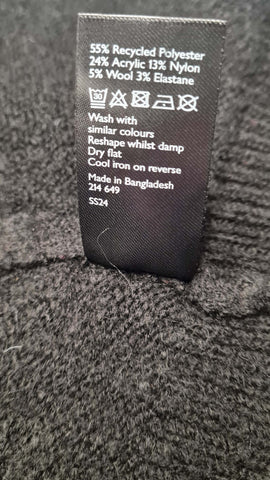 55% Recycled Polyester
24% Acrylic 13% Nylon
5% Wool 3% Elastane
30
Wash with
similar colours
Reshape whilst damp
Dry flat
Cool iron on reverse
Made in Bangladesh
214 649
SS24